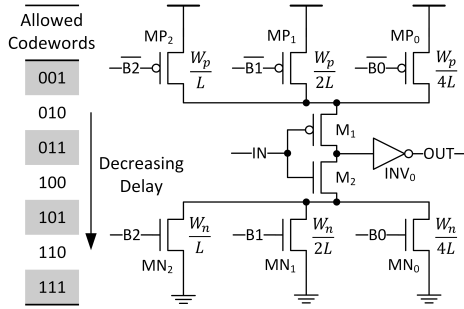 Allowed
Codewords
001
010
011
100
101
110
111
Decreasing
Delay
MP₂
B2
Wₚ
L
MP₁
B1
Wₚ
2L
MP₀
B0
Wₚ
4L
IN
M₁
M₂
INV₀
OUT
B2
MN₂
Wₙ
L
B1
MN₁
Wₙ
2L
B0
MN₀
Wₙ
4L